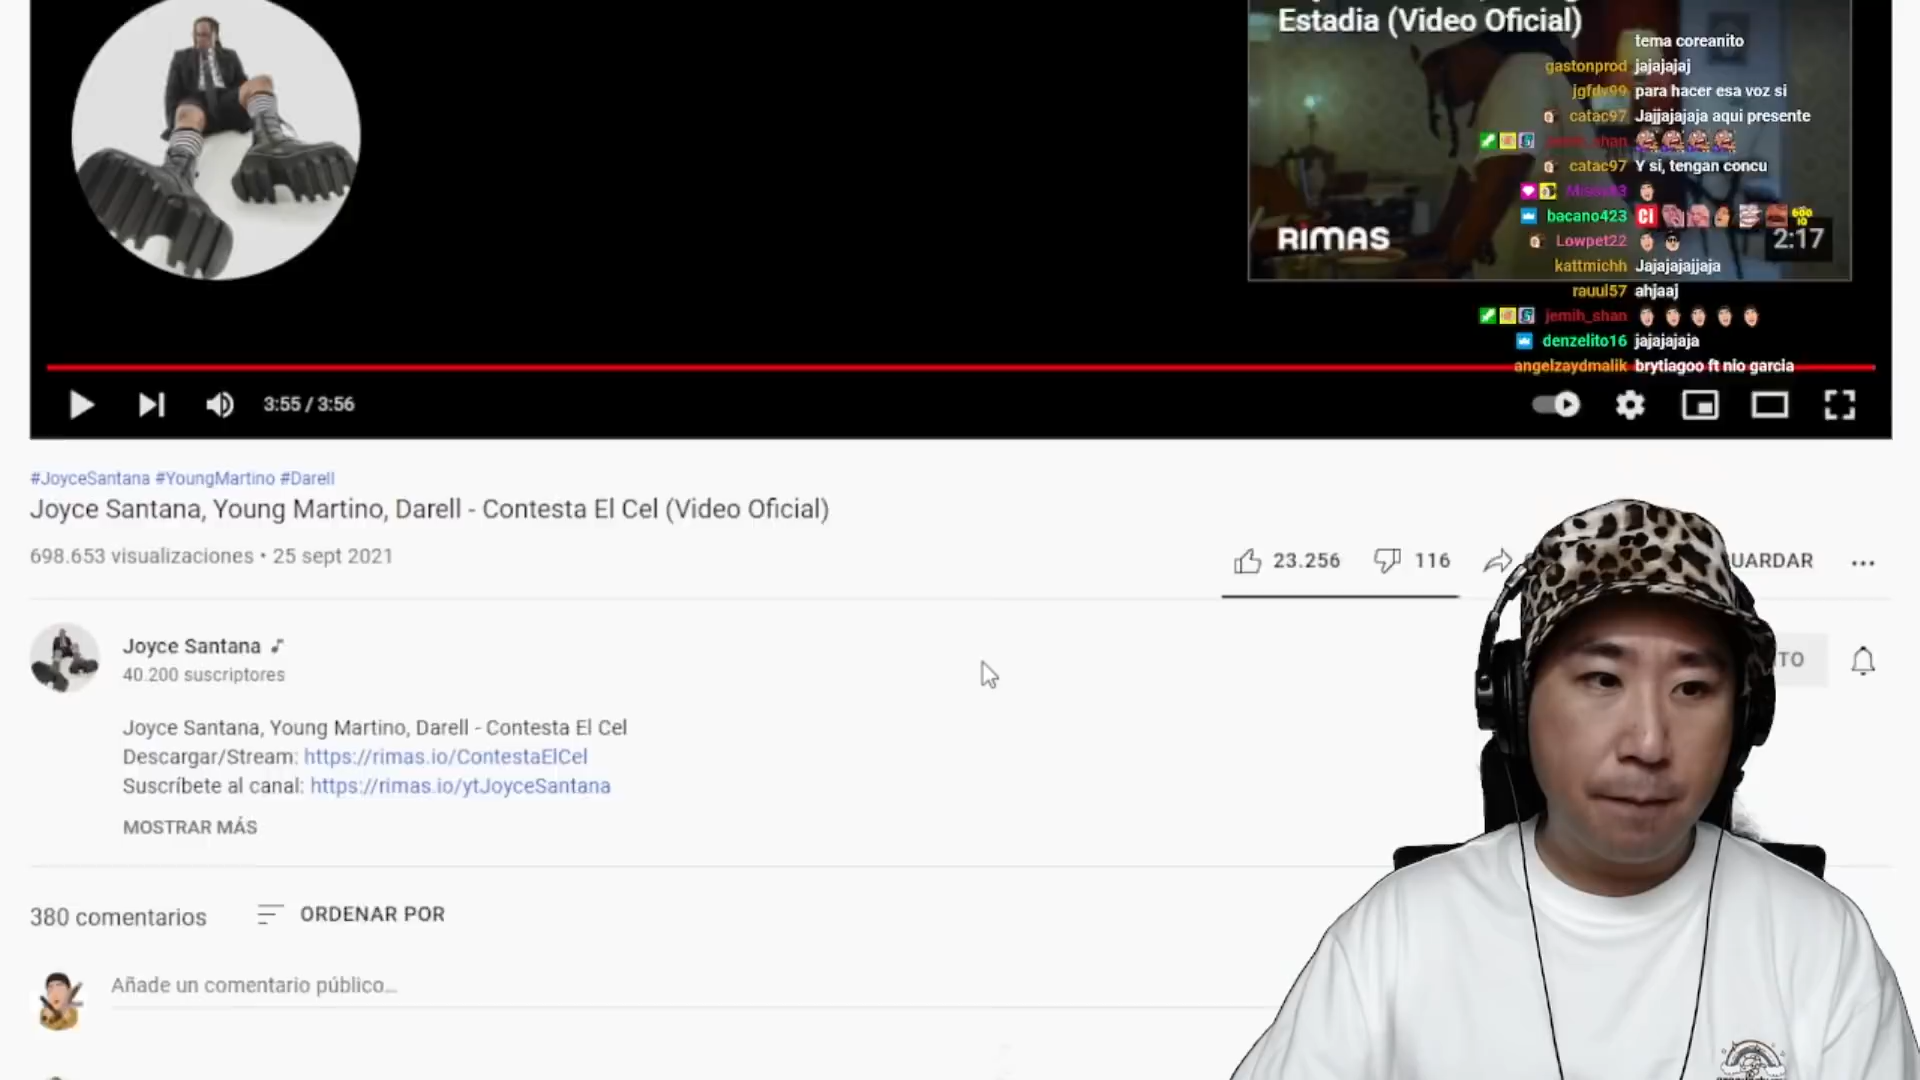 Estadia (Video Oficial)
tema coreanito
gastonprod jajajajaj
jgfdv99 para hacer esa voz si
catac97 Jajjajajaja aqui presente
catac97 Y si, tengan concu
bacano423
RIMAS
2:17
Lowpet22
kattmichh Jajajajajjaja
rauul57 ahjaaj
jemih_shan
denzelito16 jajajajaja
angelzaydmalik brytiagoo ft nio garcia
3:55 / 3:56
#JoyceSantana #YoungMartino #Darell
Joyce Santana, Young Martino, Darell - Contesta El Cel (Video Oficial)
698.653 visualizaciones • 25 sept 2021
23.256
116
UARDAR
Joyce Santana
40.200 suscriptores
TO
Joyce Santana, Young Martino, Darell - Contesta El Cel
Descargar/Stream: https://rimas.io/ContestaElCel
Suscríbete al canal: https://rimas.io/ytJoyceSantana
MOSTRAR MÁS
380 comentarios
ORDENAR POR
Añade un comentario público...